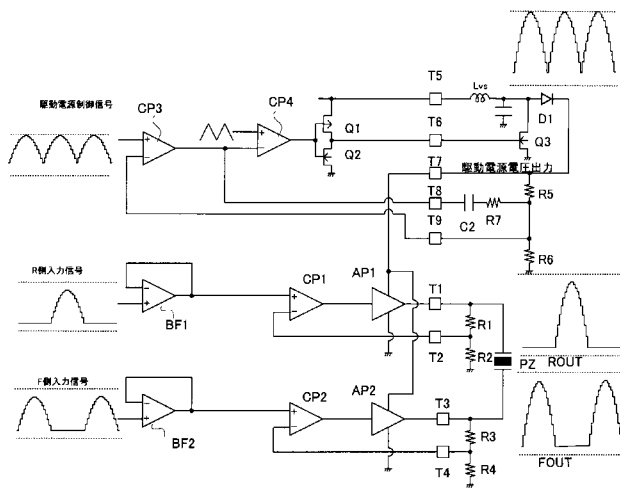 T5
Lvs
駆動電源制御信号
CP3
CP4
D1
Q1
T6
Q3
Q2
T7
駆動電源電圧出力
T8
R5
C2
R7
T9
R6
R側入力信号
CP1
AP1
T1
BF1
R1
T2
R2
PZ
ROUT
F側入力信号
CP2
AP2
T3
BF2
R3
T4
R4
FOUT